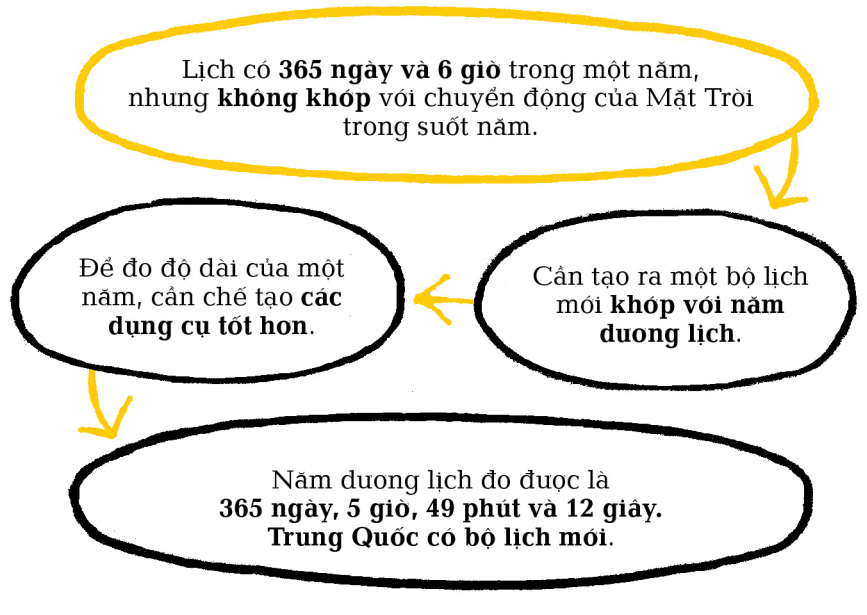 Lịch có 365 ngày và 6 giờ trong một năm,
nhưng không khớp với chuyển động của Mặt Trời
trong suốt năm.
Cần tạo ra một bộ lịch
mới khớp với năm
dương lịch.
Để đo độ dài của một
năm, cần chế tạo các
dụng cụ tốt hơn.
Năm dương lịch đo được là
365 ngày, 5 giờ, 49 phút và 12 giây.
Trung Quốc có bộ lịch mới.